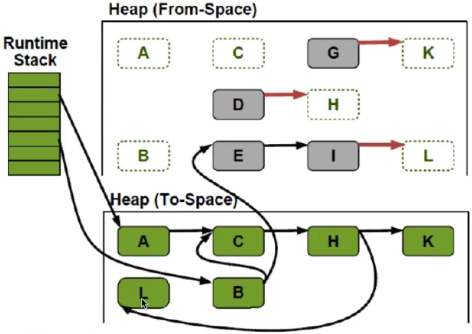 Heap (From-Space)
Runtime
Stack
A C G K
D H
B E I L
Heap (To-Space)
A C H K
L B